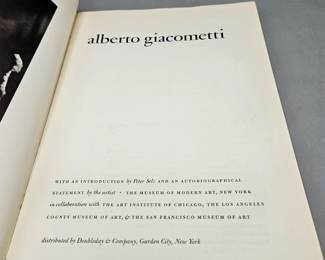 alberto giacometti
WITH AN INTRODUCTION by Peter Selz AND AN AUTOBIOGRAPHICAL
STATEMENT by the artist · THE MUSEUM OF MODERN ART, NEW YORK
in collaboration with THE ART INSTITUTE OF CHICAGO, THE LOS ANGELES
COUNTY MUSEUM OF ART, & THE SAN FRANCISCO MUSEUM OF ART
distributed by Doubleday & Company, Garden City, New York